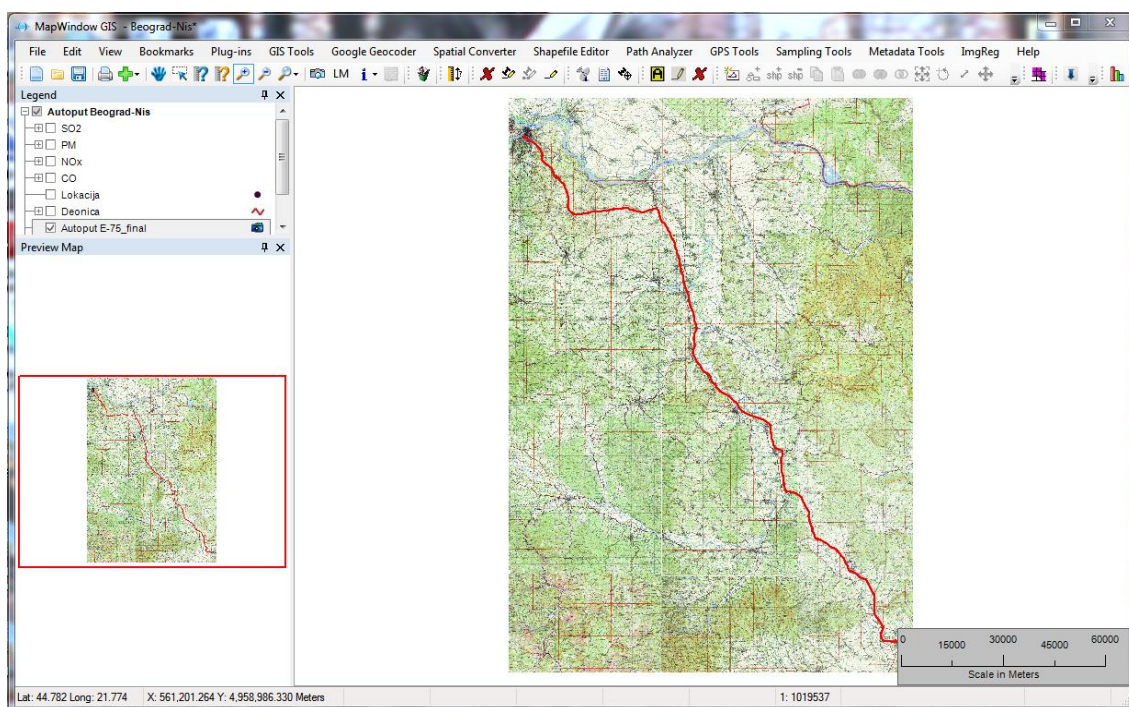 MapWindow GIS - Beograd-Nis*
File Edit View Bookmarks Plug-ins GIS Tools Google Geocoder Spatial Converter Shapefile Editor Path Analyzer GPS Tools Sampling Tools Metadata Tools ImgReg Help
LM
Legend
Autoput Beograd-Nis
SO2
PM
NOx
CO
Lokacija
Deonica
Autoput E-75_final
Preview Map
0 15000 30000 45000 60000
Scale in Meters
Lat: 44.782 Long: 21.774 X: 561,201.264 Y: 4,958,986.330 Meters 1: 1019537